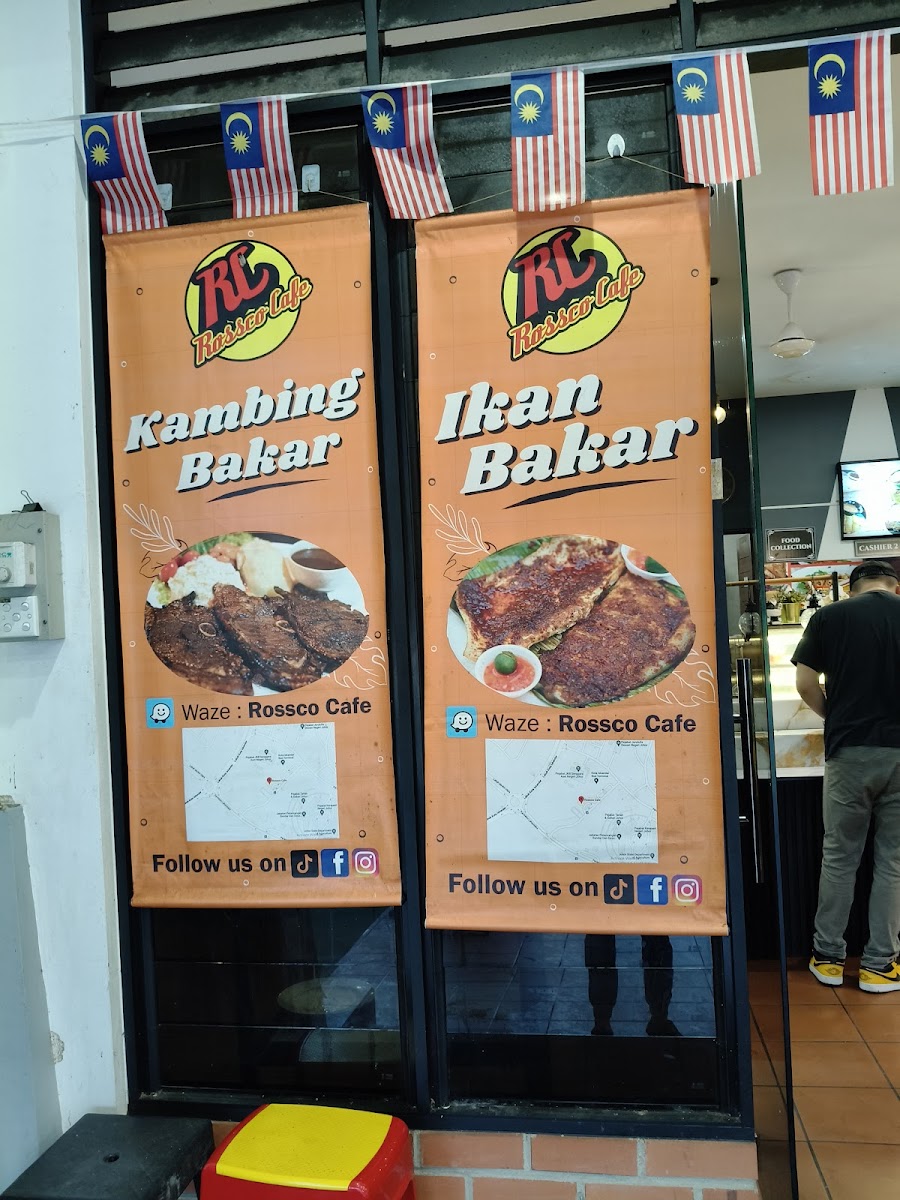 RC
Rossco Cafe
Kambing
Bakar
Waze : Rossco Cafe
Follow us on
RC
Rossco Cafe
Ikan
Bakar
Waze : Rossco Cafe
Follow us on
FOOD
COLLECTION
CASHIER 2